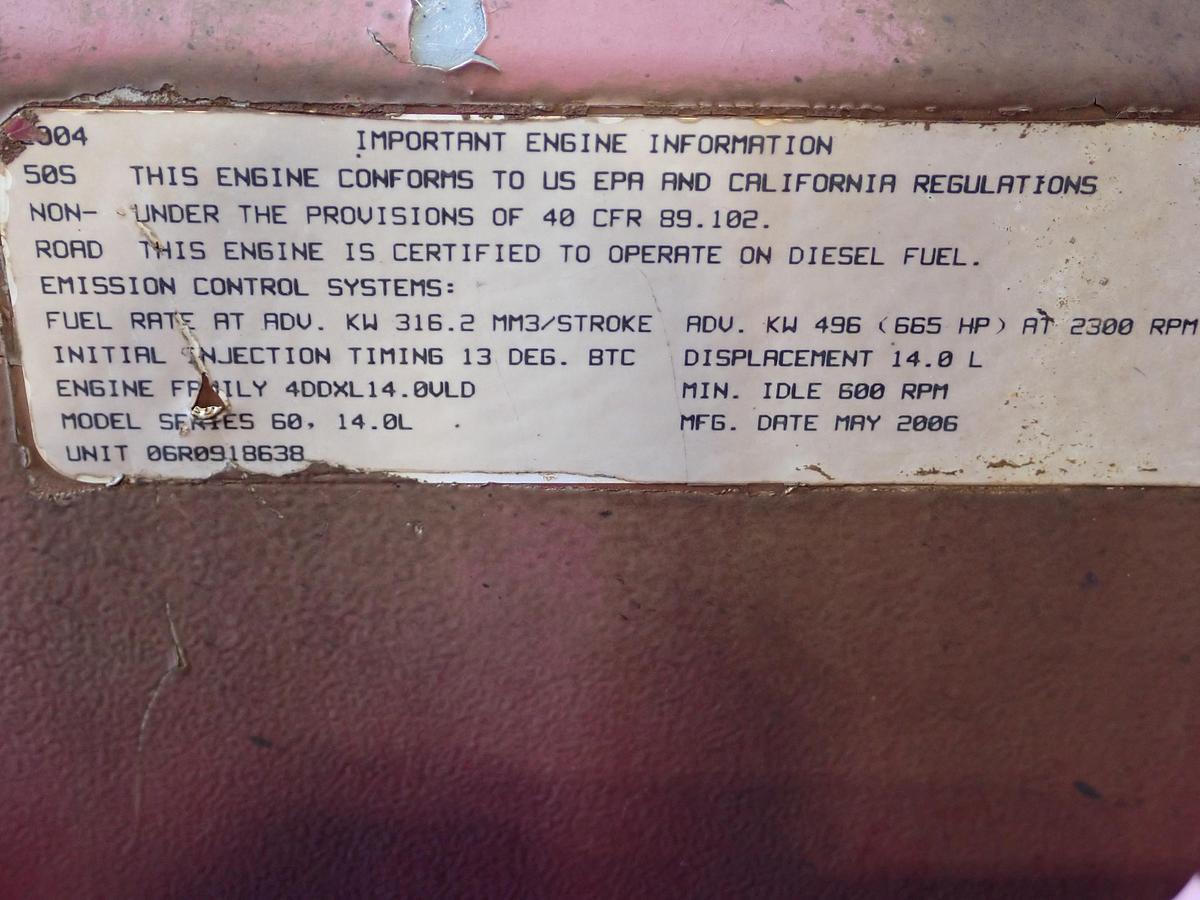 IMPORTANT ENGINE INFORMATION
50S THIS ENGINE CONFORMS TO US EPA AND CALIFORNIA REGULATIONS
NON- UNDER THE PROVISIONS OF 40 CFR 89.102.
ROAD THIS ENGINE IS CERTIFIED TO OPERATE ON DIESEL FUEL.
EMISSION CONTROL SYSTEMS:
FUEL RATE AT ADV. KW 316.2 MM3/STROKE ADV. KW 496 (665 HP) AT 2300 RPM
INITIAL INJECTION TIMING 13 DEG. BTC DISPLACEMENT 14.0 L
ENGINE FAMILY 4DDXL14.0VLD MIN. IDLE 600 RPM
MODEL SERIES 60, 14.0L MFG. DATE MAY 2006
UNIT 06R0918638